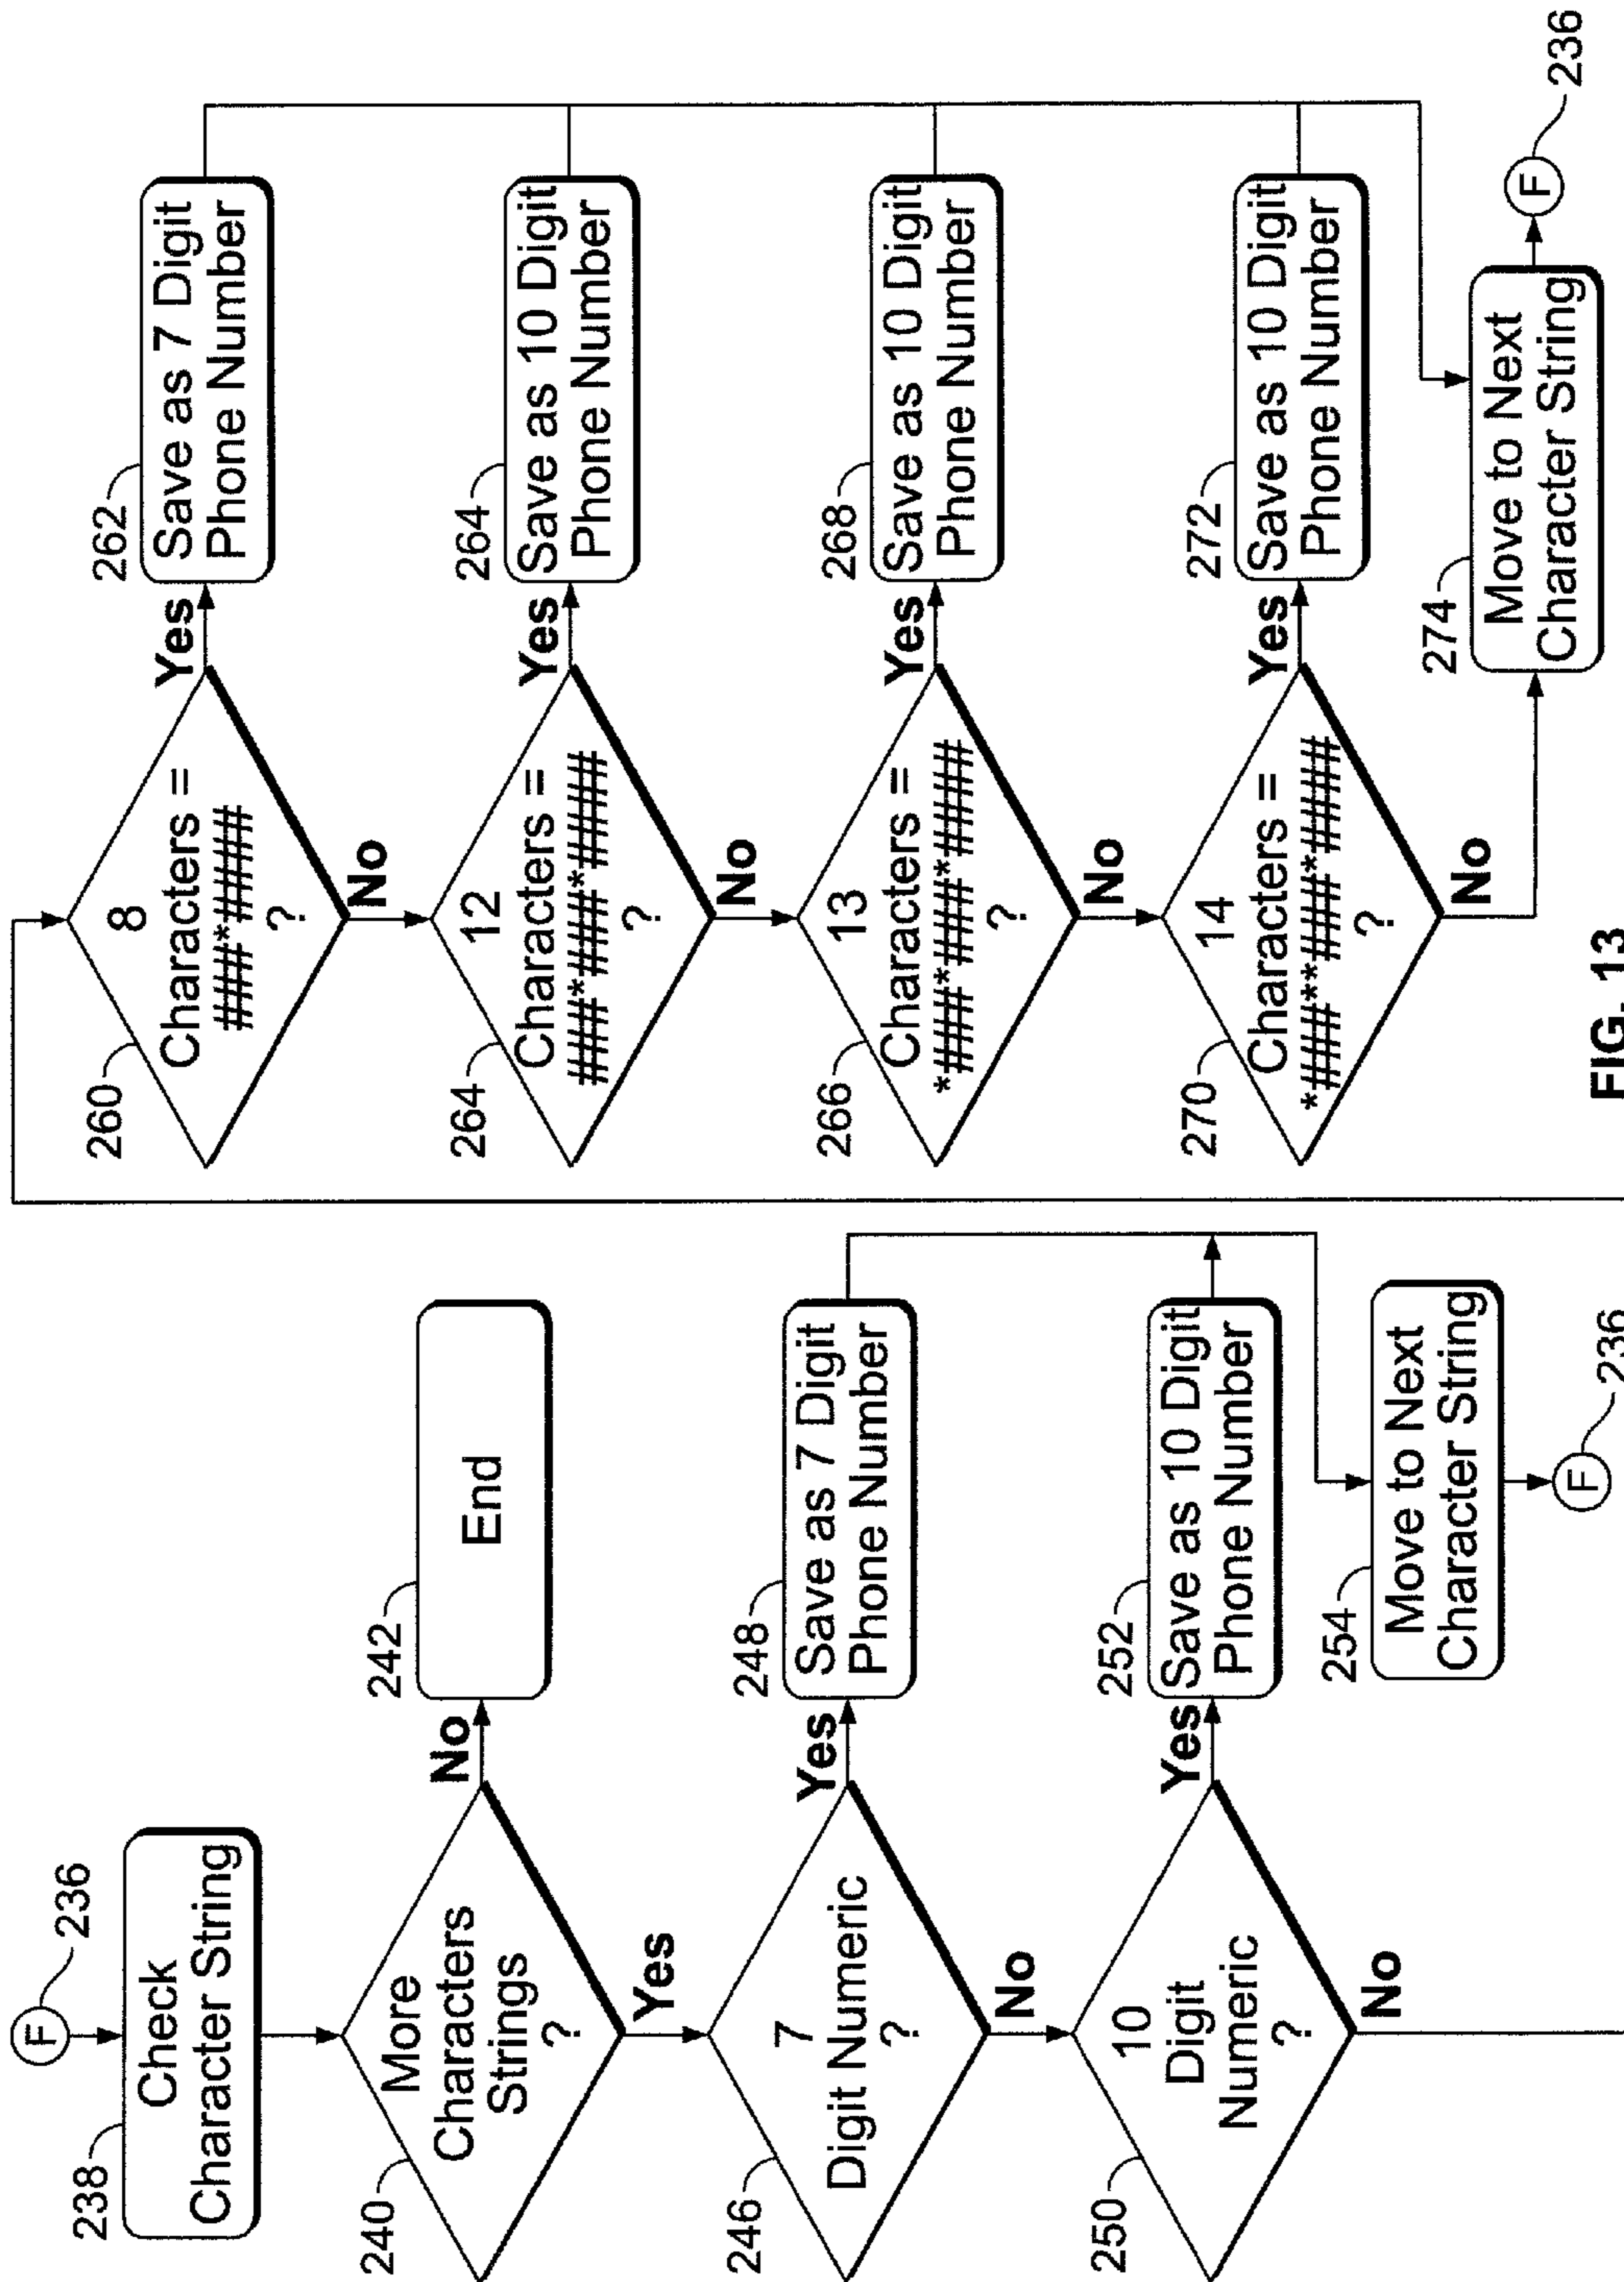 F
236
238
Check
Character String
240
More
Characters
Strings
?
No
242
End
Yes
246
7
Digit Numeric
?
Yes
248
Save as 7 Digit
Phone Number
No
250
10
Digit
Numeric
?
Yes
252
Save as 10 Digit
Phone Number
No
254
Move to Next
Character String
F
236
260
8
Characters =
###*####
?
Yes
262
Save as 7 Digit
Phone Number
No
264
12
Characters =
###*###*####
?
Yes
264
Save as 10 Digit
Phone Number
No
266
13
Characters =
*###*###*####
?
Yes
268
Save as 10 Digit
Phone Number
No
270
14
Characters =
*###**###*####
?
Yes
272
Save as 10 Digit
Phone Number
No
274
Move to Next
Character String
F
236
FIG. 13